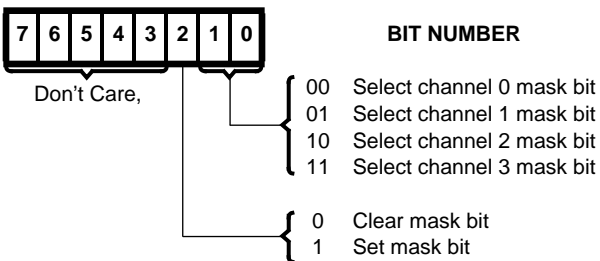 7 6 5 4 3 2 1 0 BIT NUMBER
Don't Care,
00 Select channel 0 mask bit
01 Select channel 1 mask bit
10 Select channel 2 mask bit
11 Select channel 3 mask bit
0 Clear mask bit
1 Set mask bit